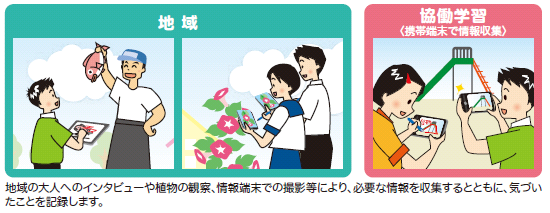 地域
協働学習
〈携帯端末で情報収集〉
地域の大人へのインタビューや植物の観察、情報端末での撮影等により、必要な情報を収集するとともに、気づい
たことを記録します。